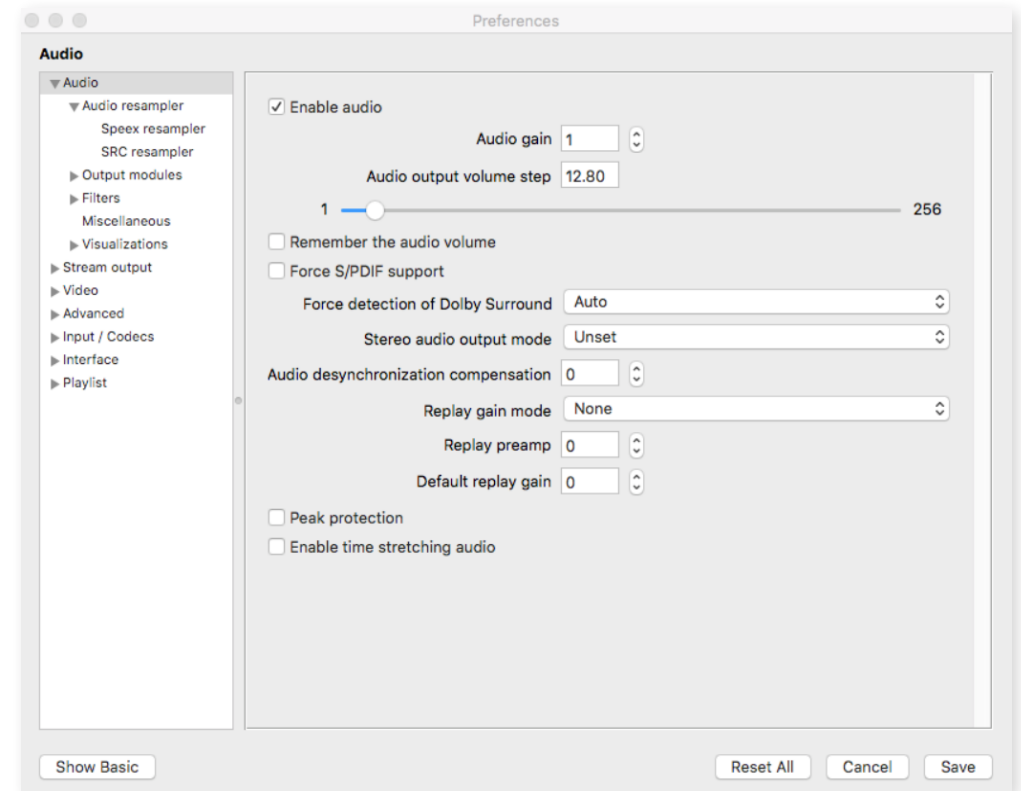 Preferences
Audio
Audio
Audio resampler
Speex resampler
SRC resampler
Output modules
Filters
Miscellaneous
Visualizations
Stream output
Video
Advanced
Input / Codecs
Interface
Playlist
Enable audio
Audio gain 1
Audio output volume step 12.80
1 256
Remember the audio volume
Force S/PDIF support
Force detection of Dolby Surround Auto
Stereo audio output mode Unset
Audio desynchronization compensation 0
Replay gain mode None
Replay preamp 0
Default replay gain 0
Peak protection
Enable time stretching audio
Show Basic Reset All Cancel Save